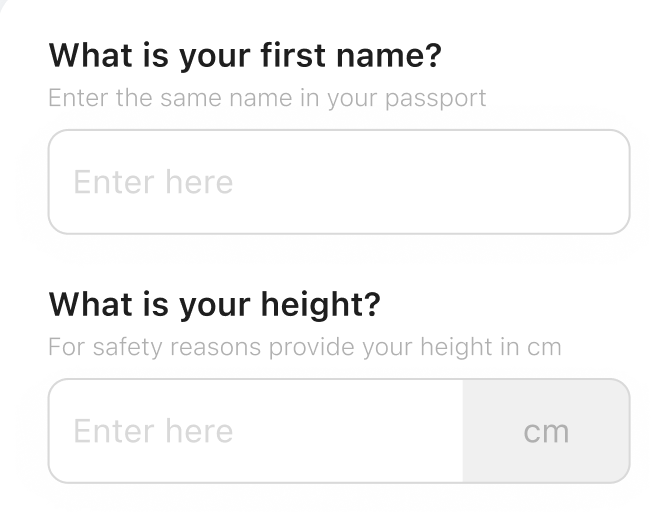 What is your first name?
Enter the same name in your passport
Enter here
What is your height?
For safety reasons provide your height in cm
Enter here
cm